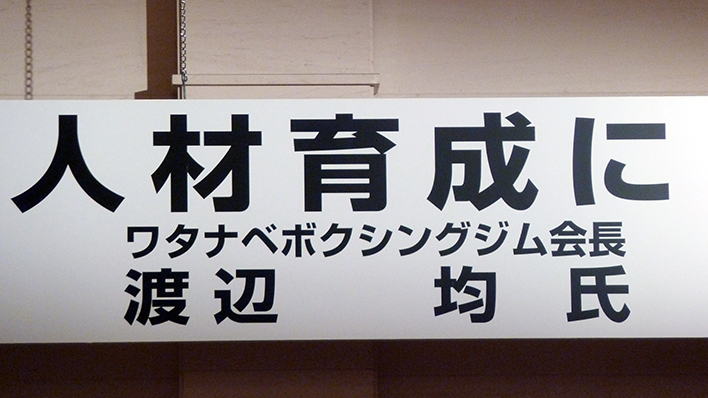 人材育成に
ワタナベボクシングジム会長
渡辺　均　氏